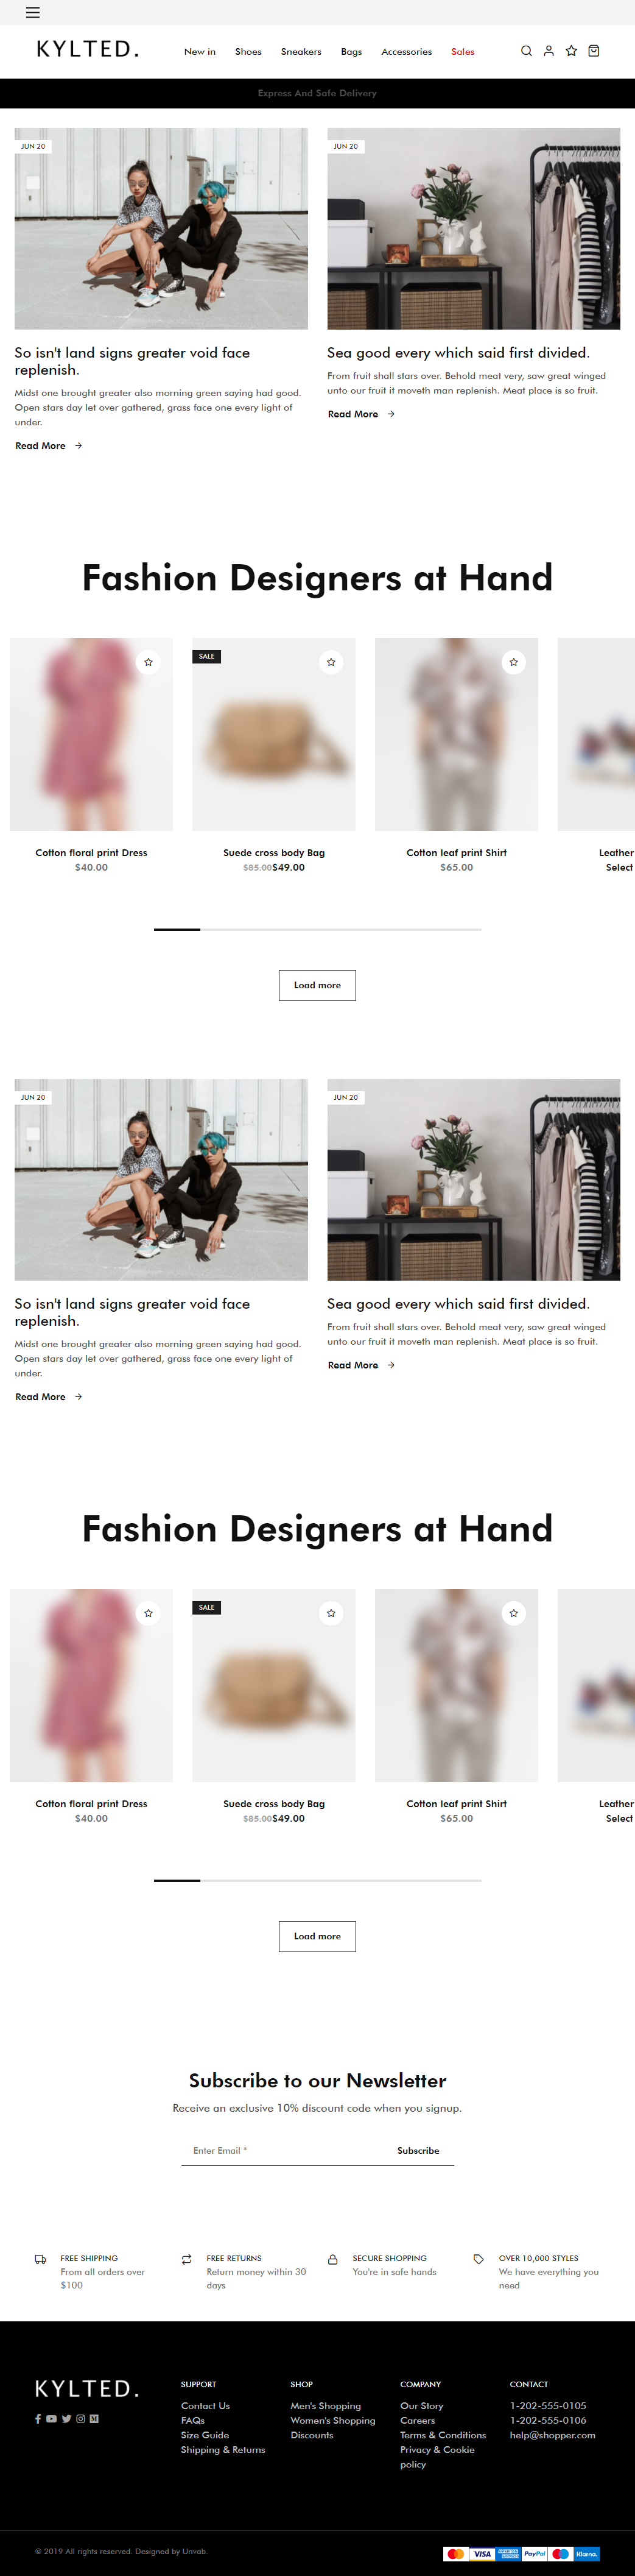 KYLTED.
New in Shoes Sneakers Bags Accessories Sales
Express And Safe Delivery
JUN 20
So isn't land signs greater void face
replenish.
Midst one brought greater also morning green saying had good.
Open stars day let over gathered, grass face one every light of
under.
Read More
JUN 20
Sea good every which said first divided.
From fruit shall stars over. Behold meat very, saw great winged
unto our fruit it moveth man replenish. Meat place is so fruit.
Read More
Fashion Designers at Hand
Cotton floral print Dress
$40.00
SALE
Suede cross body Bag
$85.00$49.00
Cotton leaf print Shirt
$65.00
Leather
Select
Load more
JUN 20
So isn't land signs greater void face
replenish.
Midst one brought greater also morning green saying had good.
Open stars day let over gathered, grass face one every light of
under.
Read More
JUN 20
Sea good every which said first divided.
From fruit shall stars over. Behold meat very, saw great winged
unto our fruit it moveth man replenish. Meat place is so fruit.
Read More
Fashion Designers at Hand
Cotton floral print Dress
$40.00
SALE
Suede cross body Bag
$85.00$49.00
Cotton leaf print Shirt
$65.00
Leather
Select
Load more
Subscribe to our Newsletter
Receive an exclusive 10% discount code when you signup.
Enter Email * Subscribe
FREE SHIPPING
From all orders over
$100
FREE RETURNS
Return money within 30
days
SECURE SHOPPING
You're in safe hands
OVER 10,000 STYLES
We have everything you
need
KYLTED.
SUPPORT
Contact Us
FAQs
Size Guide
Shipping & Returns
SHOP
Men's Shopping
Women's Shopping
Discounts
COMPANY
Our Story
Careers
Terms & Conditions
Privacy & Cookie
policy
CONTACT
1-202-555-0105
1-202-555-0106
help@shopper.com
© 2019 All rights reserved. Designed by Unvab.
VISA
PayPal
Klarna.